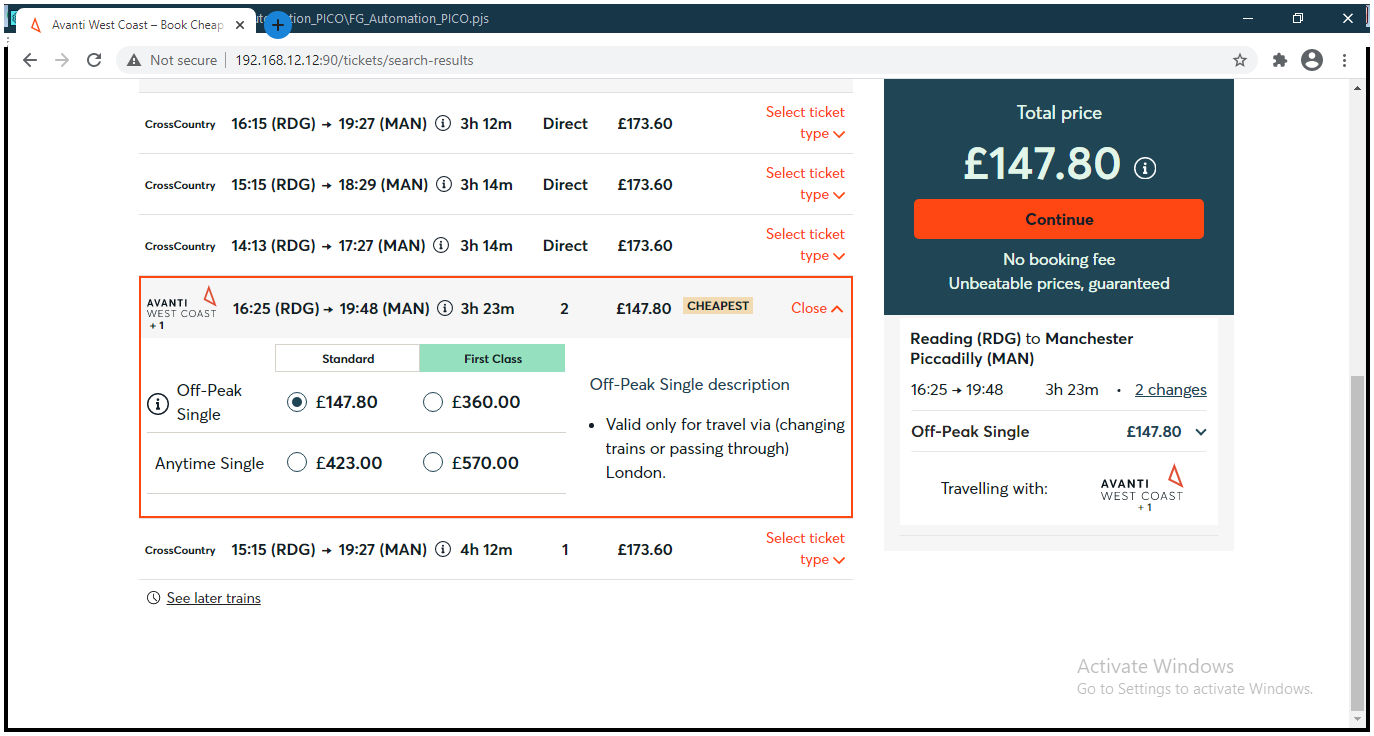 Avanti West Coast – Book Cheap
utomation_PICO\FG_Automation_PICO.pjs
Not secure
192.168.12.12:90/tickets/search-results
CrossCountry 16:15 (RDG) → 19:27 (MAN) 3h 12m Direct £173.60 Select ticket
type
CrossCountry 15:15 (RDG) → 18:29 (MAN) 3h 14m Direct £173.60 Select ticket
type
CrossCountry 14:13 (RDG) → 17:27 (MAN) 3h 14m Direct £173.60 Select ticket
type
AVANTI
WEST COAST
+ 1
16:25 (RDG) → 19:48 (MAN) 3h 23m 2 £147.80 CHEAPEST Close
Standard First Class
Off-Peak
Single
£147.80 £360.00
Anytime Single £423.00 £570.00
Off-Peak Single description
• Valid only for travel via (changing
trains or passing through)
London.
CrossCountry 15:15 (RDG) → 19:27 (MAN) 4h 12m 1 £173.60 Select ticket
type
See later trains
Total price
£147.80
Continue
No booking fee
Unbeatable prices, guaranteed
Reading (RDG) to Manchester
Piccadilly (MAN)
16:25 → 19:48 3h 23m • 2 changes
Off-Peak Single £147.80
Travelling with:
AVANTI
WEST COAST
+ 1
Activate Windows
Go to Settings to activate Windows.